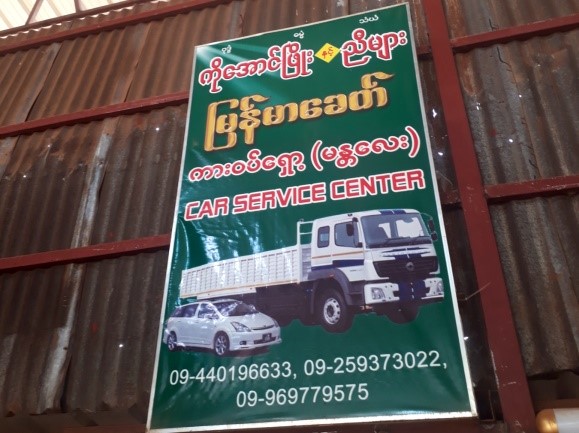 ကိုအောင်ဖြိုး နှင့် ညီများ
မြန်မာခေတ်
ကားဝပ်ရှော့ (မန္တလေး)
CAR SERVICE CENTER
09-440196633, 09-259373022,
09-969779575